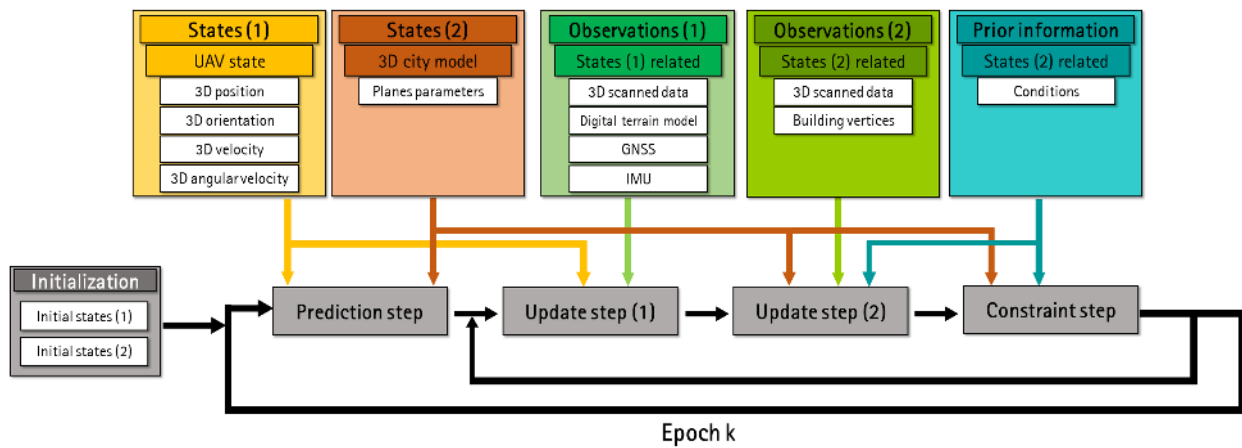 States (1)
UAV state
3D position
3D orientation
3D velocity
3D angular velocity
States (2)
3D city model
Planes parameters
Observations (1)
States (1) related
3D scanned data
Digital terrain model
GNSS
IMU
Observations (2)
States (2) related
3D scanned data
Building vertices
Prior information
States (2) related
Conditions
Initialization
Initial states (1)
Initial states (2)
Prediction step
Update step (1)
Update step (2)
Constraint step
Epoch k